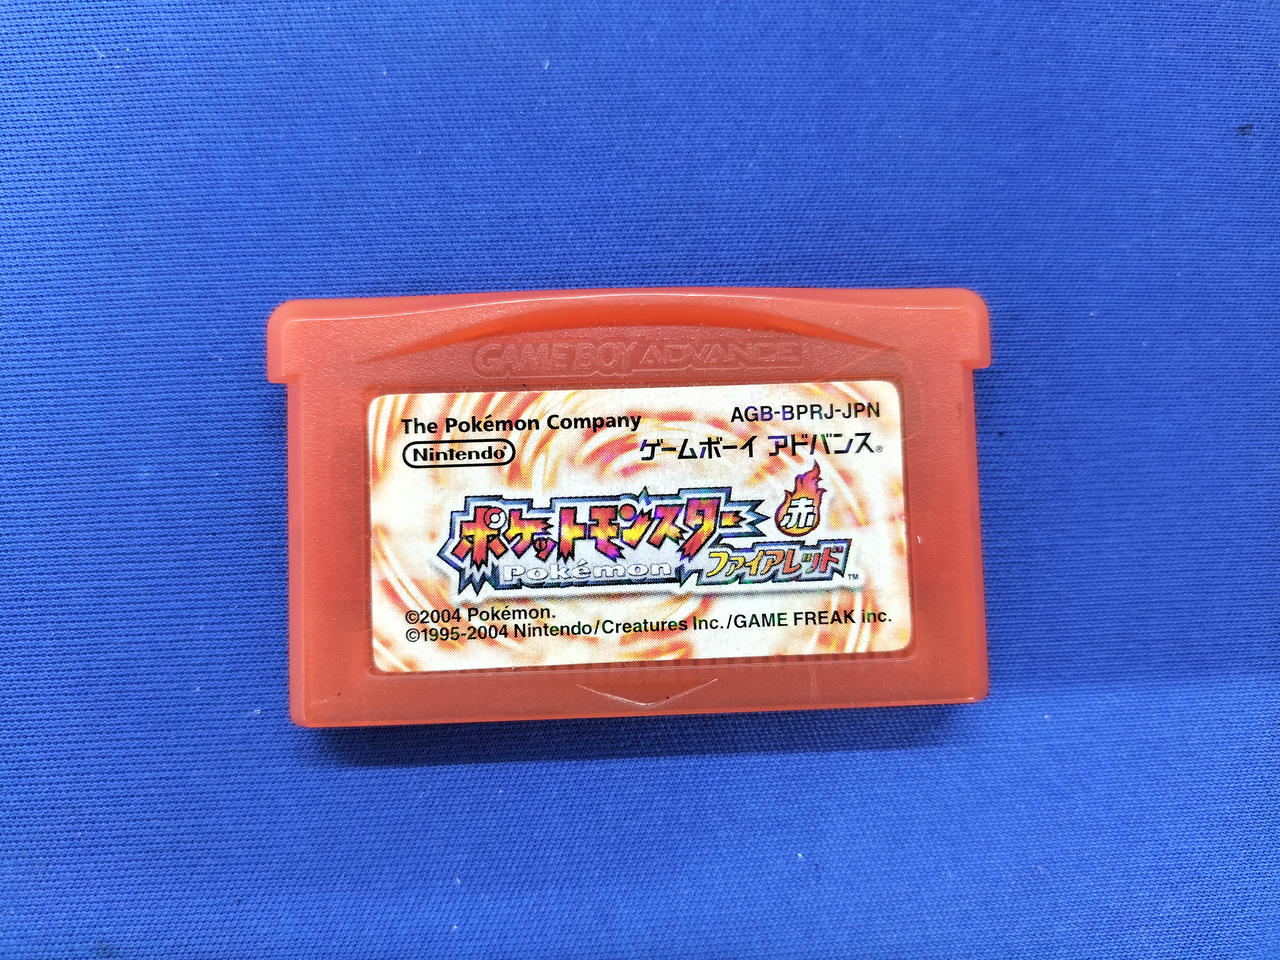 GAME BOY ADVANCE
The Pokémon Company
AGB-BPRJ-JPN
Nintendo®
ゲームボーイ アドバンス®
ポケットモンスター
赤
Pokémon
ファイアレッド™
©2004 Pokémon.
©1995-2004 Nintendo/Creatures Inc./GAME FREAK inc.